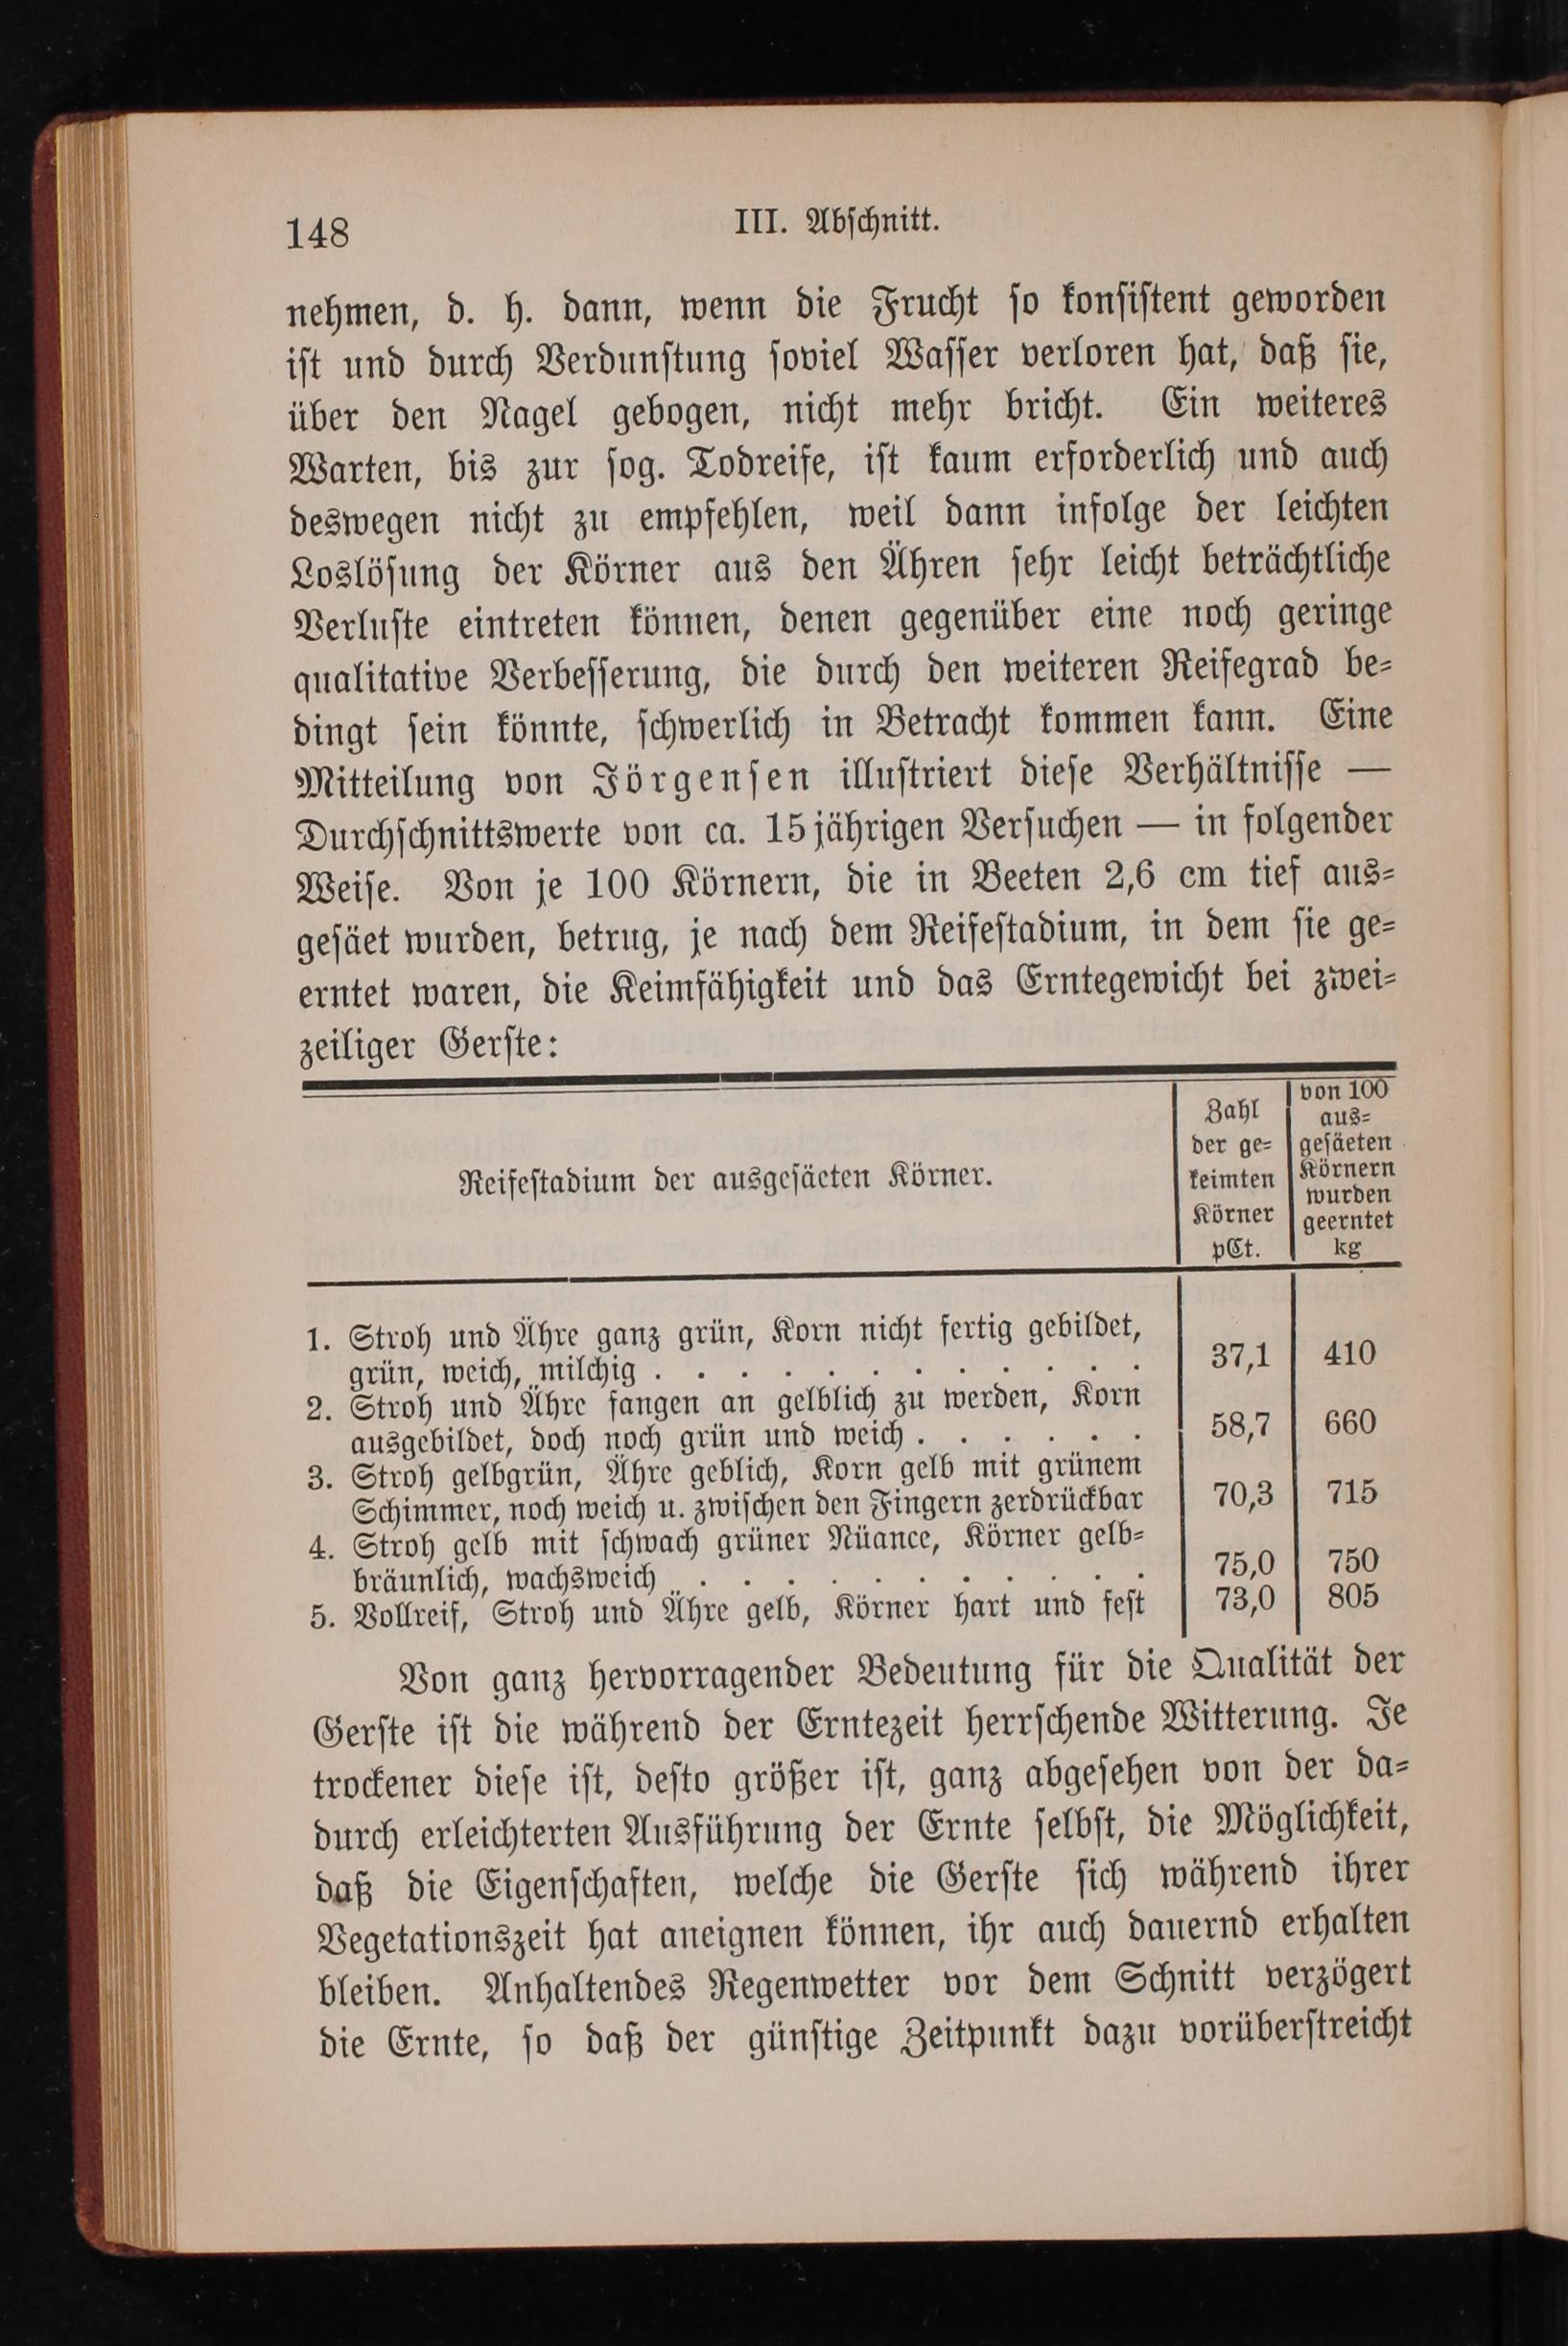 148
III. Abschnitt.
nehmen, d. h. dann, wenn die Frucht so konsistent geworden
ist und durch Verdunstung soviel Wasser verloren hat, daß sie,
über den Nagel gebogen, nicht mehr bricht. Ein weiteres
Warten, bis zur sog. Todreife, ist kaum erforderlich und auch
deswegen nicht zu empfehlen, weil dann infolge der leichten
Loslösung der Körner aus den Ähren sehr leicht beträchtliche
Verluste eintreten können, denen gegenüber eine noch geringe
qualitative Verbesserung, die durch den weiteren Reifegrad be-
dingt sein könnte, schwerlich in Betracht kommen kann. Eine
Mitteilung von Jörgensen illustriert diese Verhältnisse —
Durchschnittswerte von ca. 15jährigen Versuchen — in folgender
Weise. Von je 100 Körnern, die in Beeten 2,6 cm tief aus-
gesäet wurden, betrug, je nach dem Reifestadium, in dem sie ge-
erntet waren, die Keimfähigkeit und das Erntegewicht bei zwei-
zeiliger Gerste:
Reifestadium der ausgesäeten Körner.
Zahl
der ge-
keimten
Körner
pCt.
von 100
aus-
gesäeten
Körnern
wurden
geerntet
kg
1. Stroh und Ähre ganz grün, Korn nicht fertig gebildet,
grün, weich, milchig . . . . . . . . . . . . 37,1 410
2. Stroh und Ähre fangen an gelblich zu werden, Korn
ausgebildet, doch noch grün und weich . . . . . . 58,7 660
3. Stroh gelbgrün, Ähre geblich, Korn gelb mit grünem
Schimmer, noch weich u. zwischen den Fingern zerdrückbar 70,3 715
4. Stroh gelb mit schwach grüner Nüance, Körner gelb-
bräunlich, wachsweich . . . . . . . . . . . 75,0 750
5. Vollreif, Stroh und Ähre gelb, Körner hart und fest 73,0 805
Von ganz hervorragender Bedeutung für die Qualität der
Gerste ist die während der Erntezeit herrschende Witterung. Je
trockener diese ist, desto größer ist, ganz abgesehen von der da-
durch erleichterten Ausführung der Ernte selbst, die Möglichkeit,
daß die Eigenschaften, welche die Gerste sich während ihrer
Vegetationszeit hat aneignen können, ihr auch dauernd erhalten
bleiben. Anhaltendes Regenwetter vor dem Schnitt verzögert
die Ernte, so daß der günstige Zeitpunkt dazu vorüberstreicht